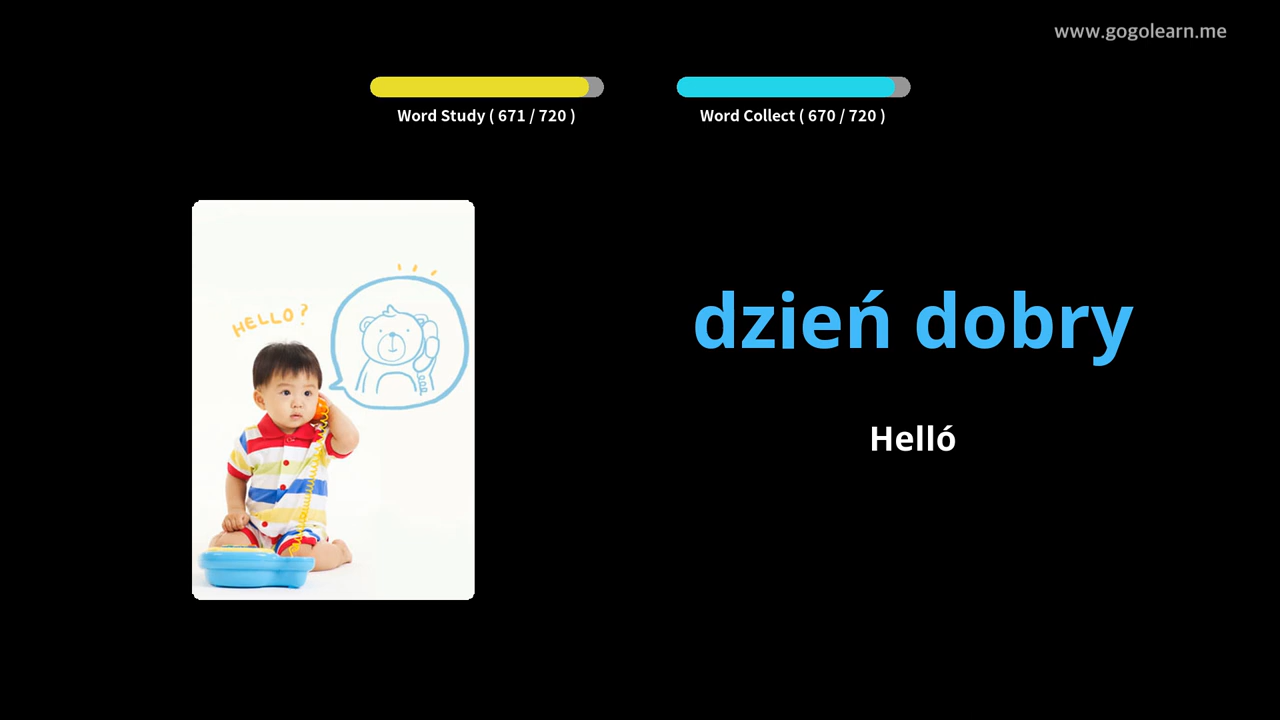 www.gogolearn.me
Word Study ( 671 / 720 )
Word Collect ( 670 / 720 )
HELLO?
dzień dobry
Helló